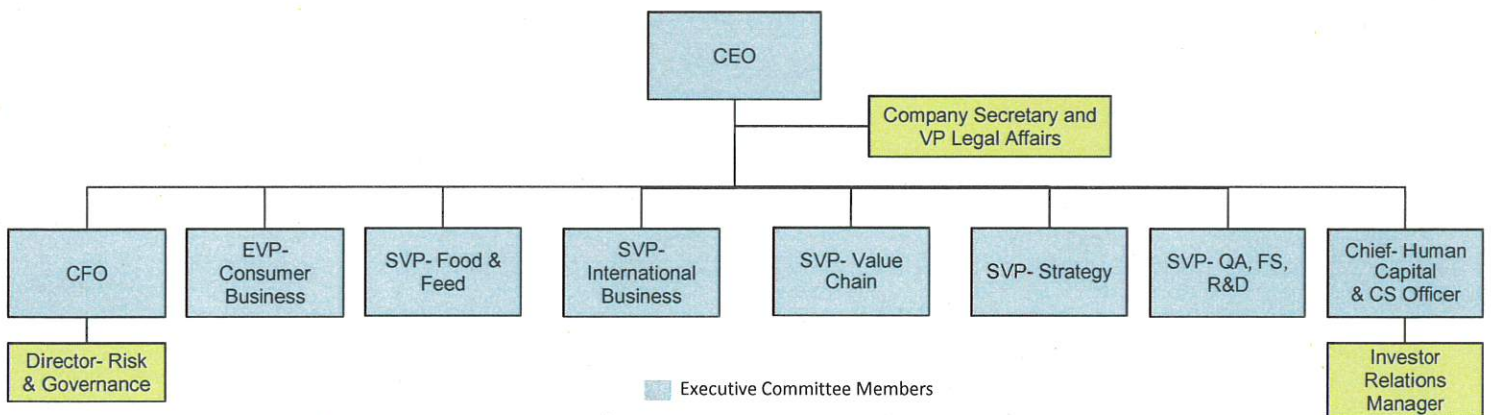 CEO
Company Secretary and
VP Legal Affairs
CFO
EVP-
Consumer
Business
SVP- Food &
Feed
SVP-
International
Business
SVP- Value
Chain
SVP- Strategy
SVP- QA, FS,
R&D
Chief- Human
Capital
& CS Officer
Director- Risk
& Governance
Investor
Relations
Manager
Executive Committee Members